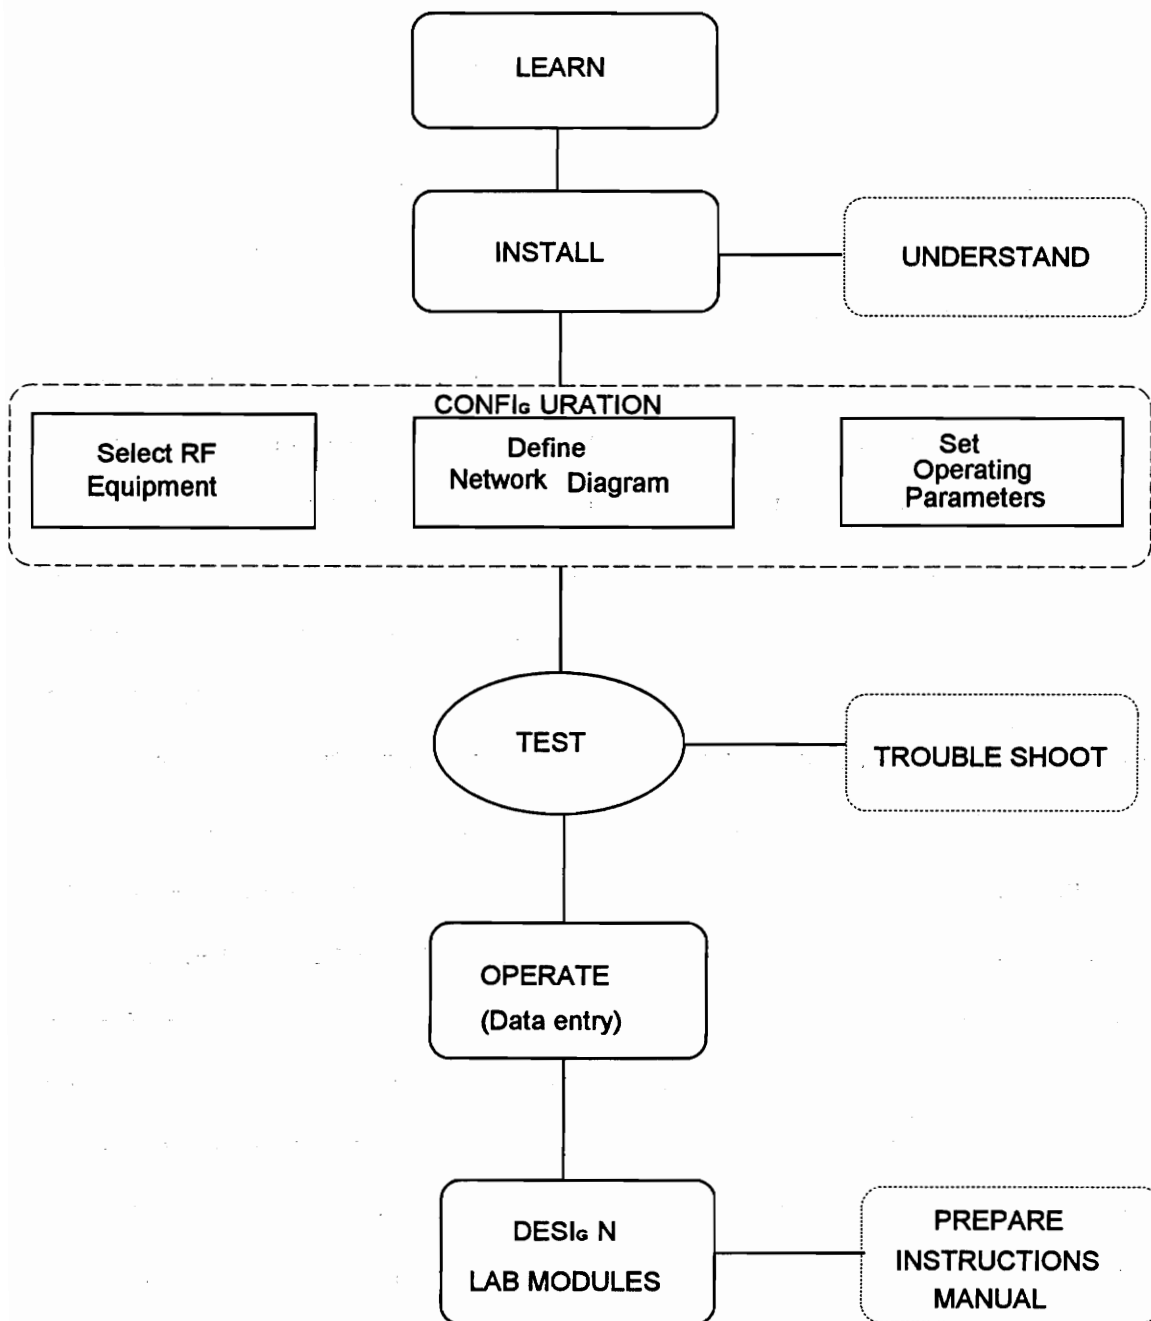 LEARN
INSTALL
UNDERSTAND
CONFIG URATION
Select RF
Equipment
Define
Network Diagram
Set
Operating
Parameters
TEST
TROUBLE SHOOT
OPERATE
(Data entry)
DESIG N
LAB MODULES
PREPARE
INSTRUCTIONS
MANUAL